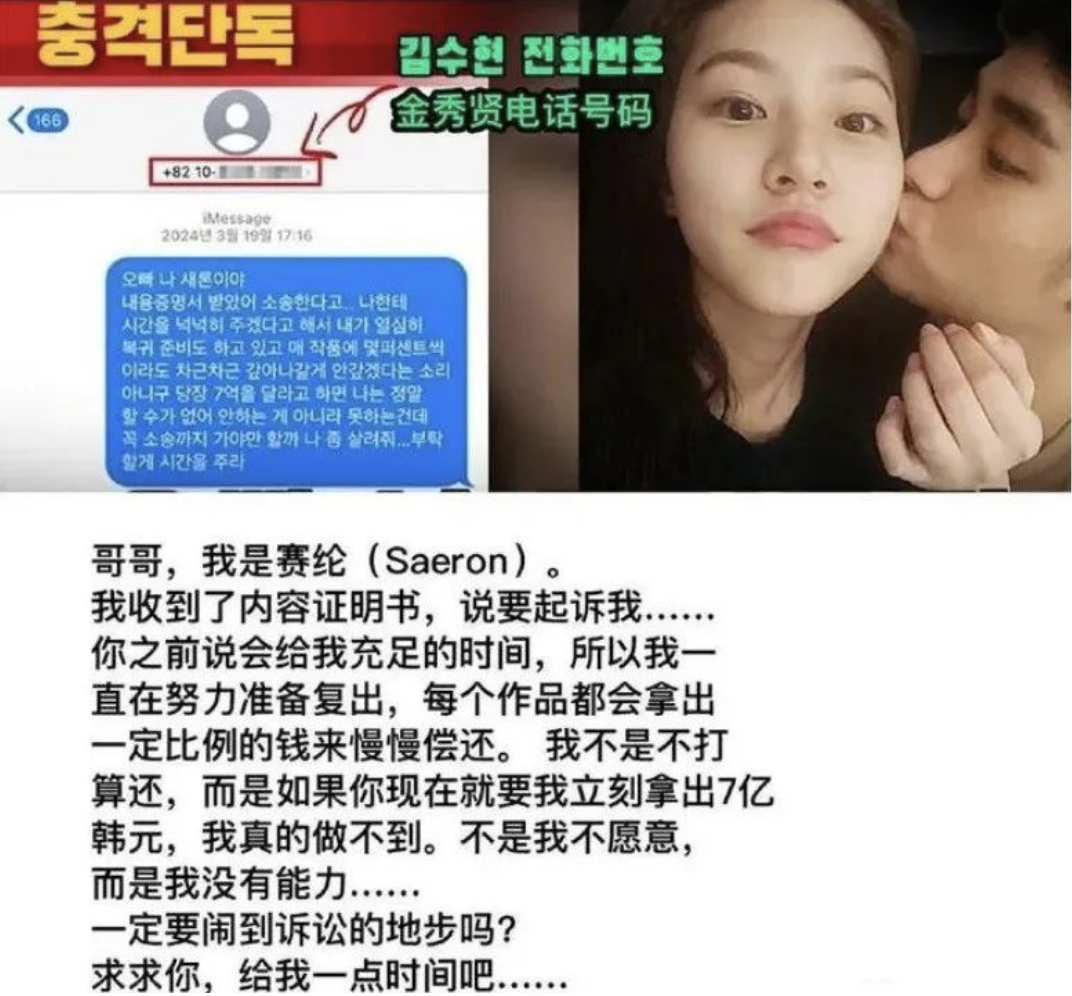 충격단독
김수현 전화번호
金秀贤电话号码
166
+82 10-
iMessage
2024년 3월 19일 17:16
오빠 나 새론이야
내용증명서 받았어 소송한다고.. 나한테
시간을 넉넉히 주겠다고 해서 내가 열심히
복귀 준비도 하고 있고 매 작품에 몇퍼센트씩
이라도 차근차근 갚아나갈게 안갚겠다는 소리
아니구 당장 7억을 달라고 하면 나는 정말
할 수가 없어 안하는 게 아니라 못하는건데
꼭 소송까지 가야만 할까 나 좀 살려줘...부탁
할게 시간을 주라
哥哥，我是赛纶（Saeron）。
我收到了内容证明书，说要起诉我……
你之前说会给我充足的时间，所以我一
直在努力准备复出，每个作品都会拿出
一定比例的钱来慢慢偿还。 我不是不打
算还，而是如果你现在就要我立刻拿出7亿
韩元，我真的做不到。不是我不愿意，
而是我没有能力……
一定要闹到诉讼的地步吗？
求求你，给我一点时间吧……